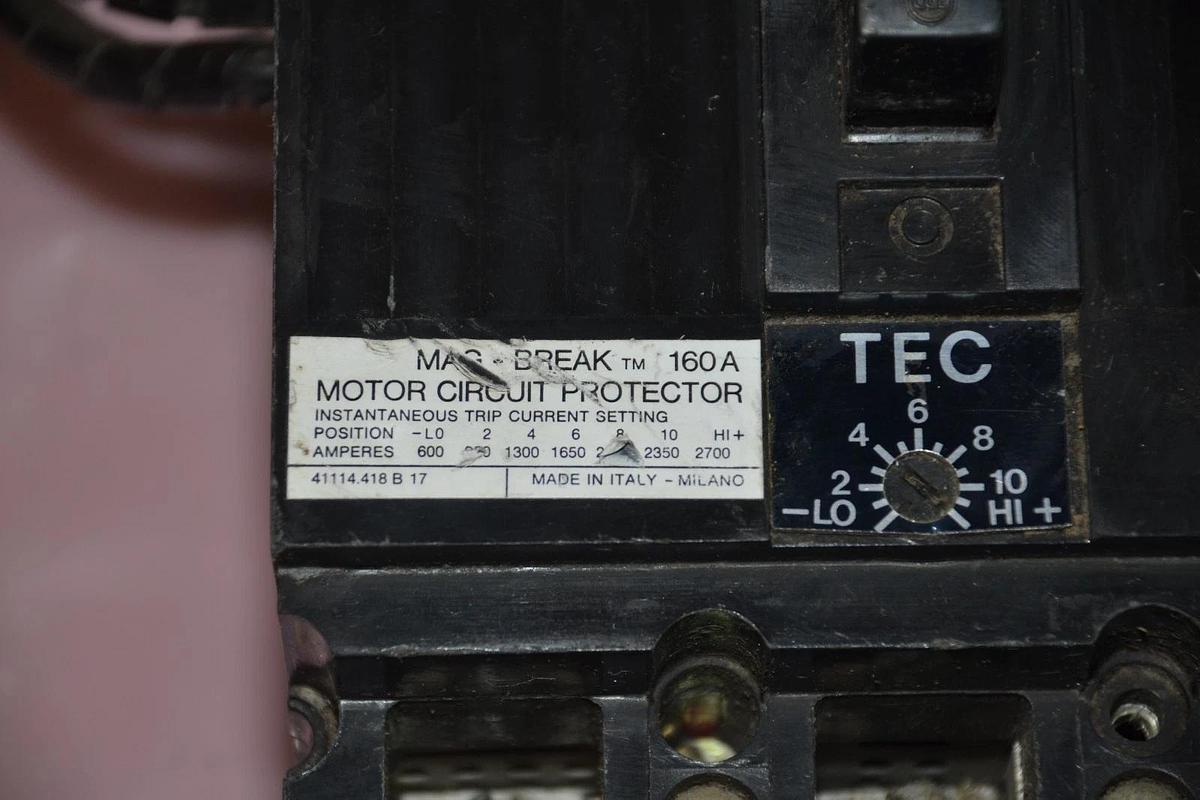 MAG - BREAK TM 160A
MOTOR CIRCUIT PROTECTOR
INSTANTANEOUS TRIP CURRENT SETTING
POSITION -LO 2 4 6 8 10 HI+
AMPERES 600 1300 1650 2350 2700
41114.418 B 17 MADE IN ITALY - MILANO
TEC
6
4 8
2 10
-LO HI +